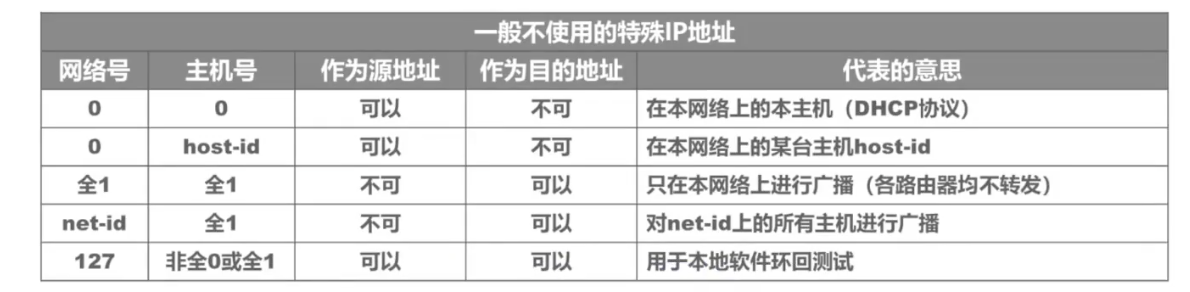 一般不使用的特殊IP地址
网络号 主机号 作为源地址 作为目的地址 代表的意思
0 0 可以 不可 在本网络上的本主机（DHCP协议）
0 host-id 可以 不可 在本网络上的某台主机host-id
全1 全1 不可 可以 只在本网络上进行广播（各路由器均不转发）
net-id 全1 不可 可以 对net-id上的所有主机进行广播
127 非全0或全1 可以 可以 用于本地软件环回测试